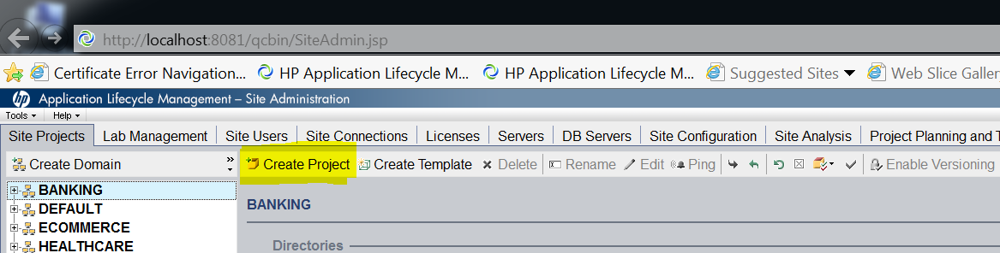 http://localhost:8081/qcbin/SiteAdmin.jsp
Certificate Error Navigation... HP Application Lifecycle M... HP Application Lifecycle M... Suggested Sites Web Slice Galler
hp Application Lifecycle Management – Site Administration
Tools Help
Site Projects Lab Management Site Users Site Connections Licenses Servers DB Servers Site Configuration Site Analysis Project Planning and T
Create Domain » Create Project Create Template Delete Rename Edit Ping Enable Versioning
BANKING
DEFAULT
ECOMMERCE
HEALTHCARE
BANKING
Directories